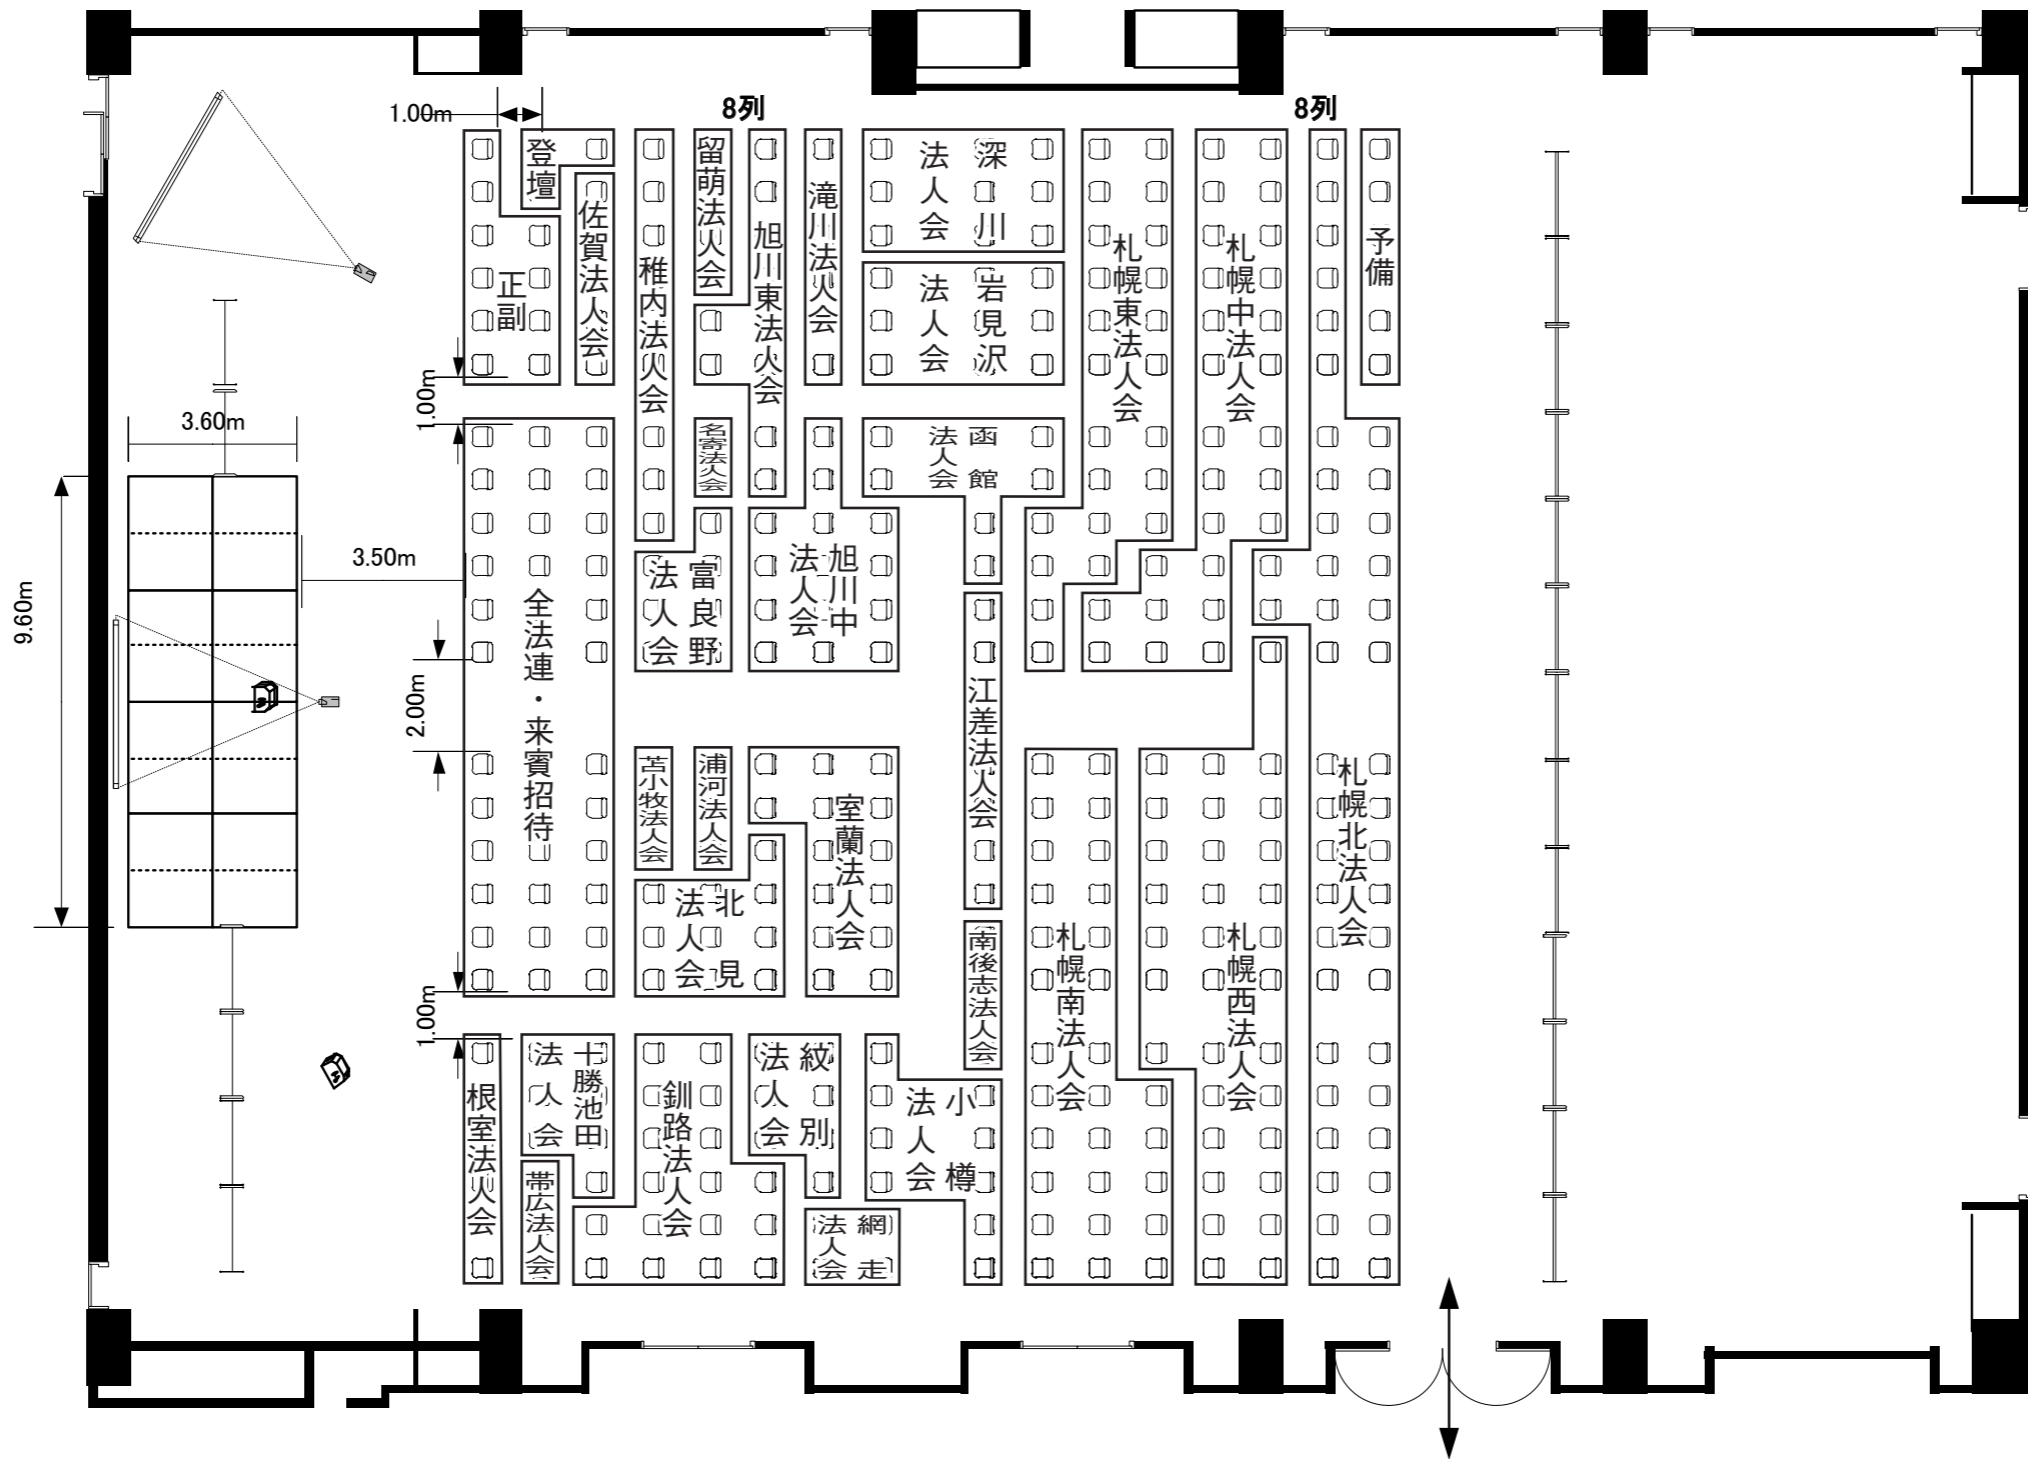 8列
8列
1.00m
登壇
正副
佐賀法人会
稚内法人会
留萌法人会
旭川東法人会
滝川法人会
深川
法人会
岩見沢
法人会
札幌東法人会
札幌中法人会
予備
1.00m
3.60m
名寄法人会
函館
法人会
9.60m
3.50m
全法連・来賓招待
富良野
法人会
旭川中
法人会
江差法人会
2.00m
苫小牧法人会
浦河法人会
室蘭法人会
北見
法人会
札幌北法人会
南後志法人会
札幌南法人会
札幌西法人会
1.00m
根室法人会
十勝池田
法人会
帯広法人会
釧路法人会
紋別
法人会
小樽
法人会
網走
法人会